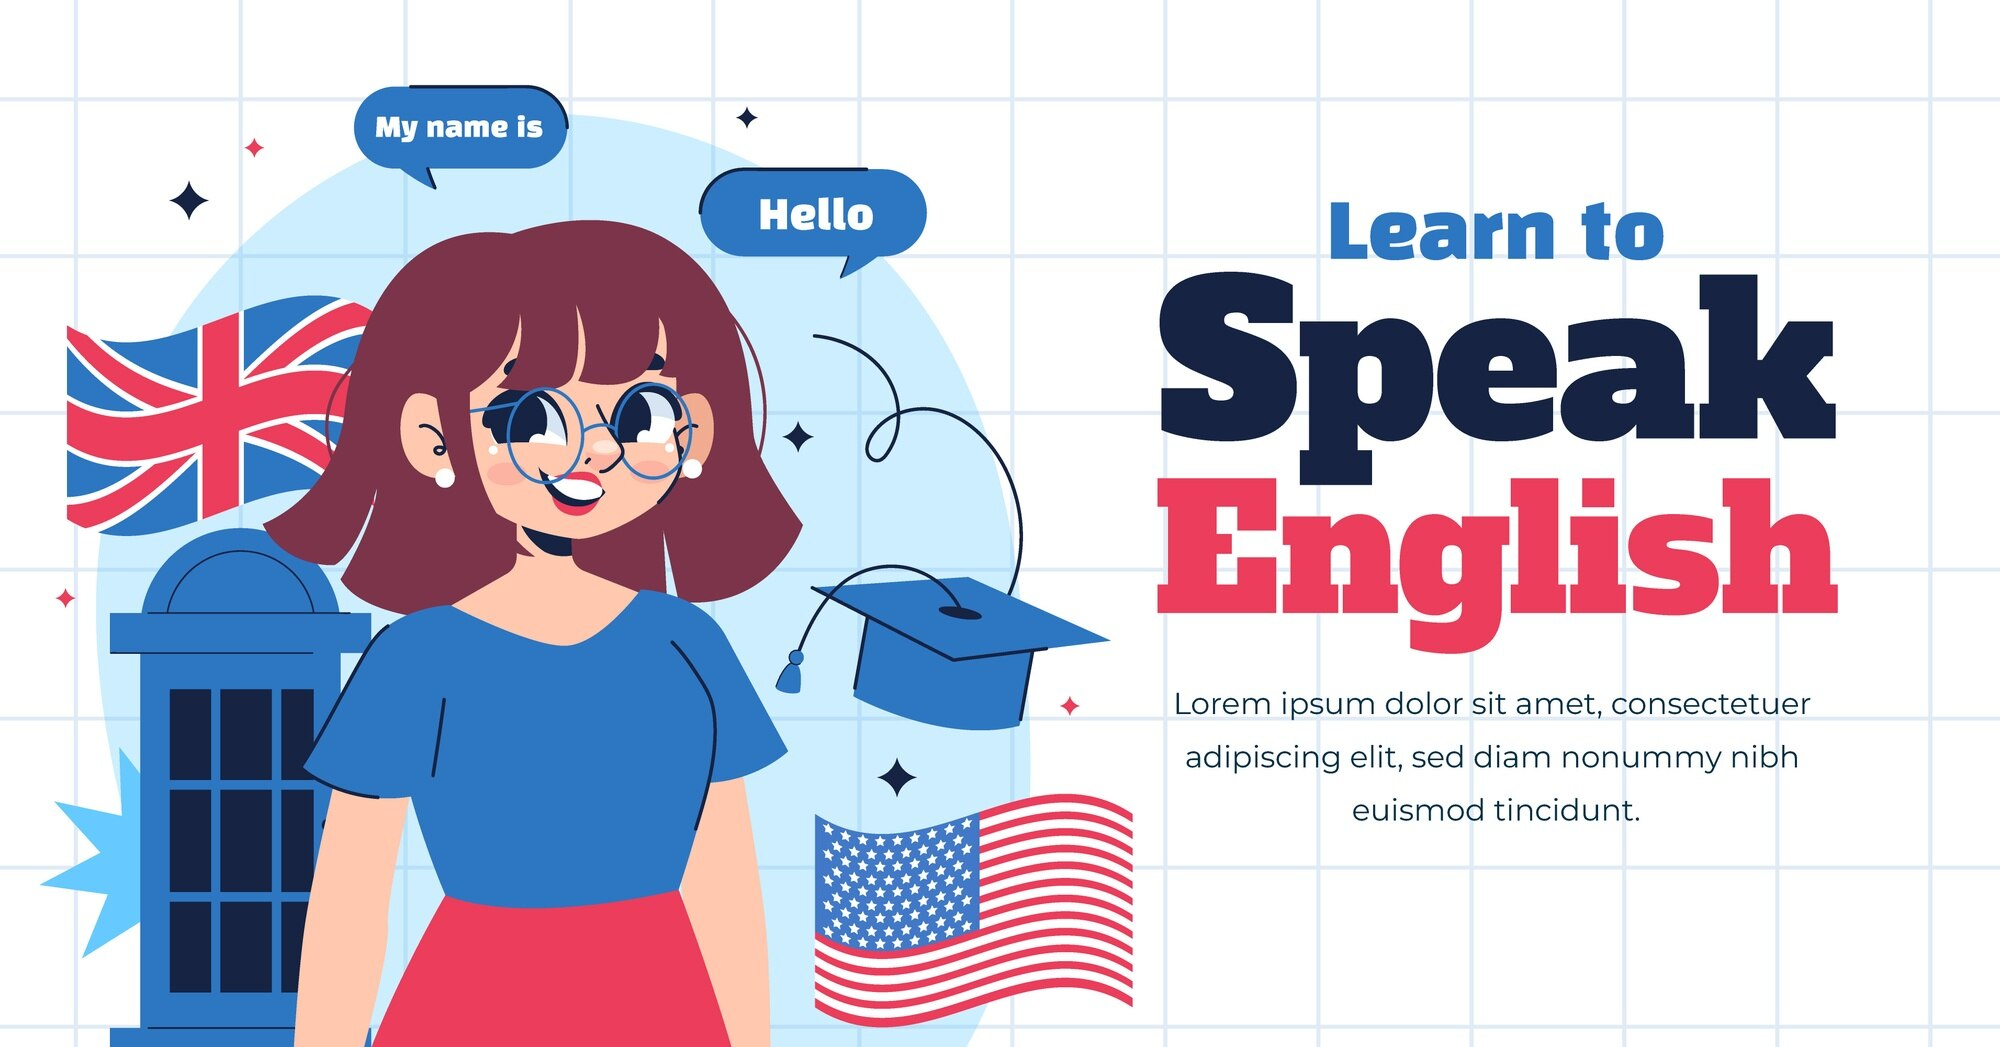 My name is
Hello
Learn to
Speak
English
Lorem ipsum dolor sit amet, consectetuer
adipiscing elit, sed diam nonummy nibh
euismod tincidunt.